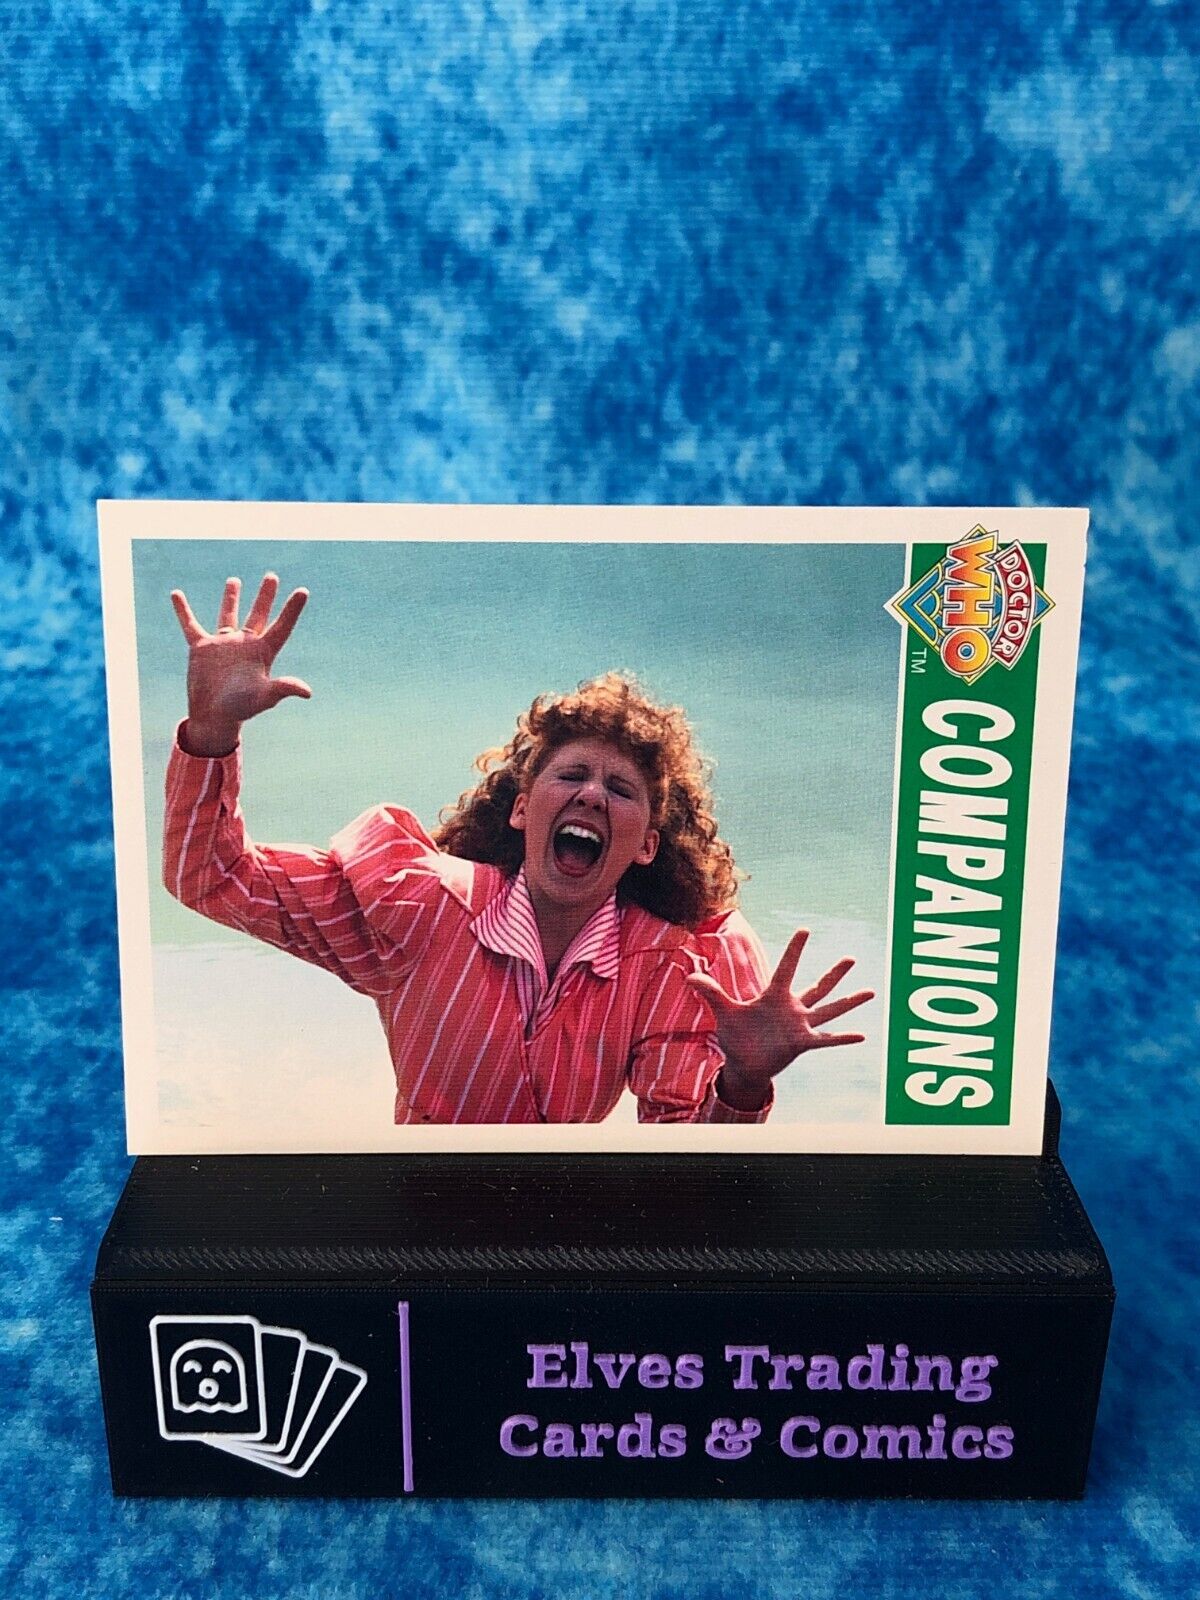 DOCTOR
WHO
TM
COMPANIONS
Elves Trading
Cards & Comics